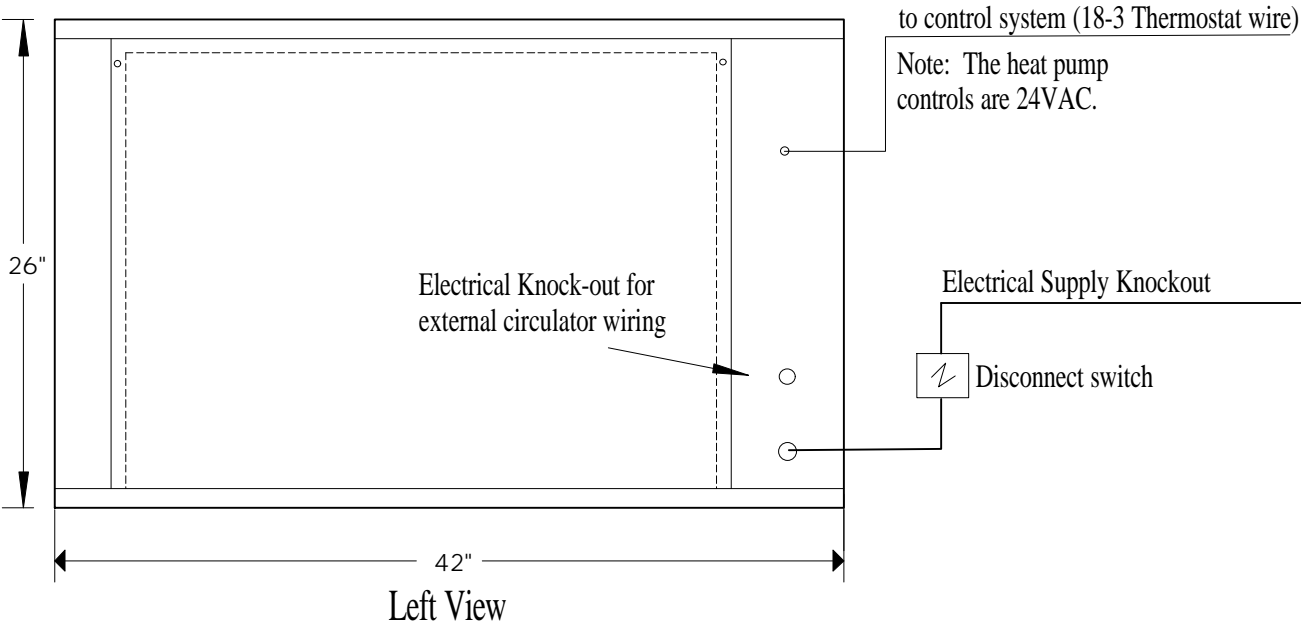 to control system (18-3 Thermostat wire)
Note: The heat pump
controls are 24VAC.
26"
Electrical Knock-out for
external circulator wiring
Electrical Supply Knockout
Disconnect switch
42"
Left View